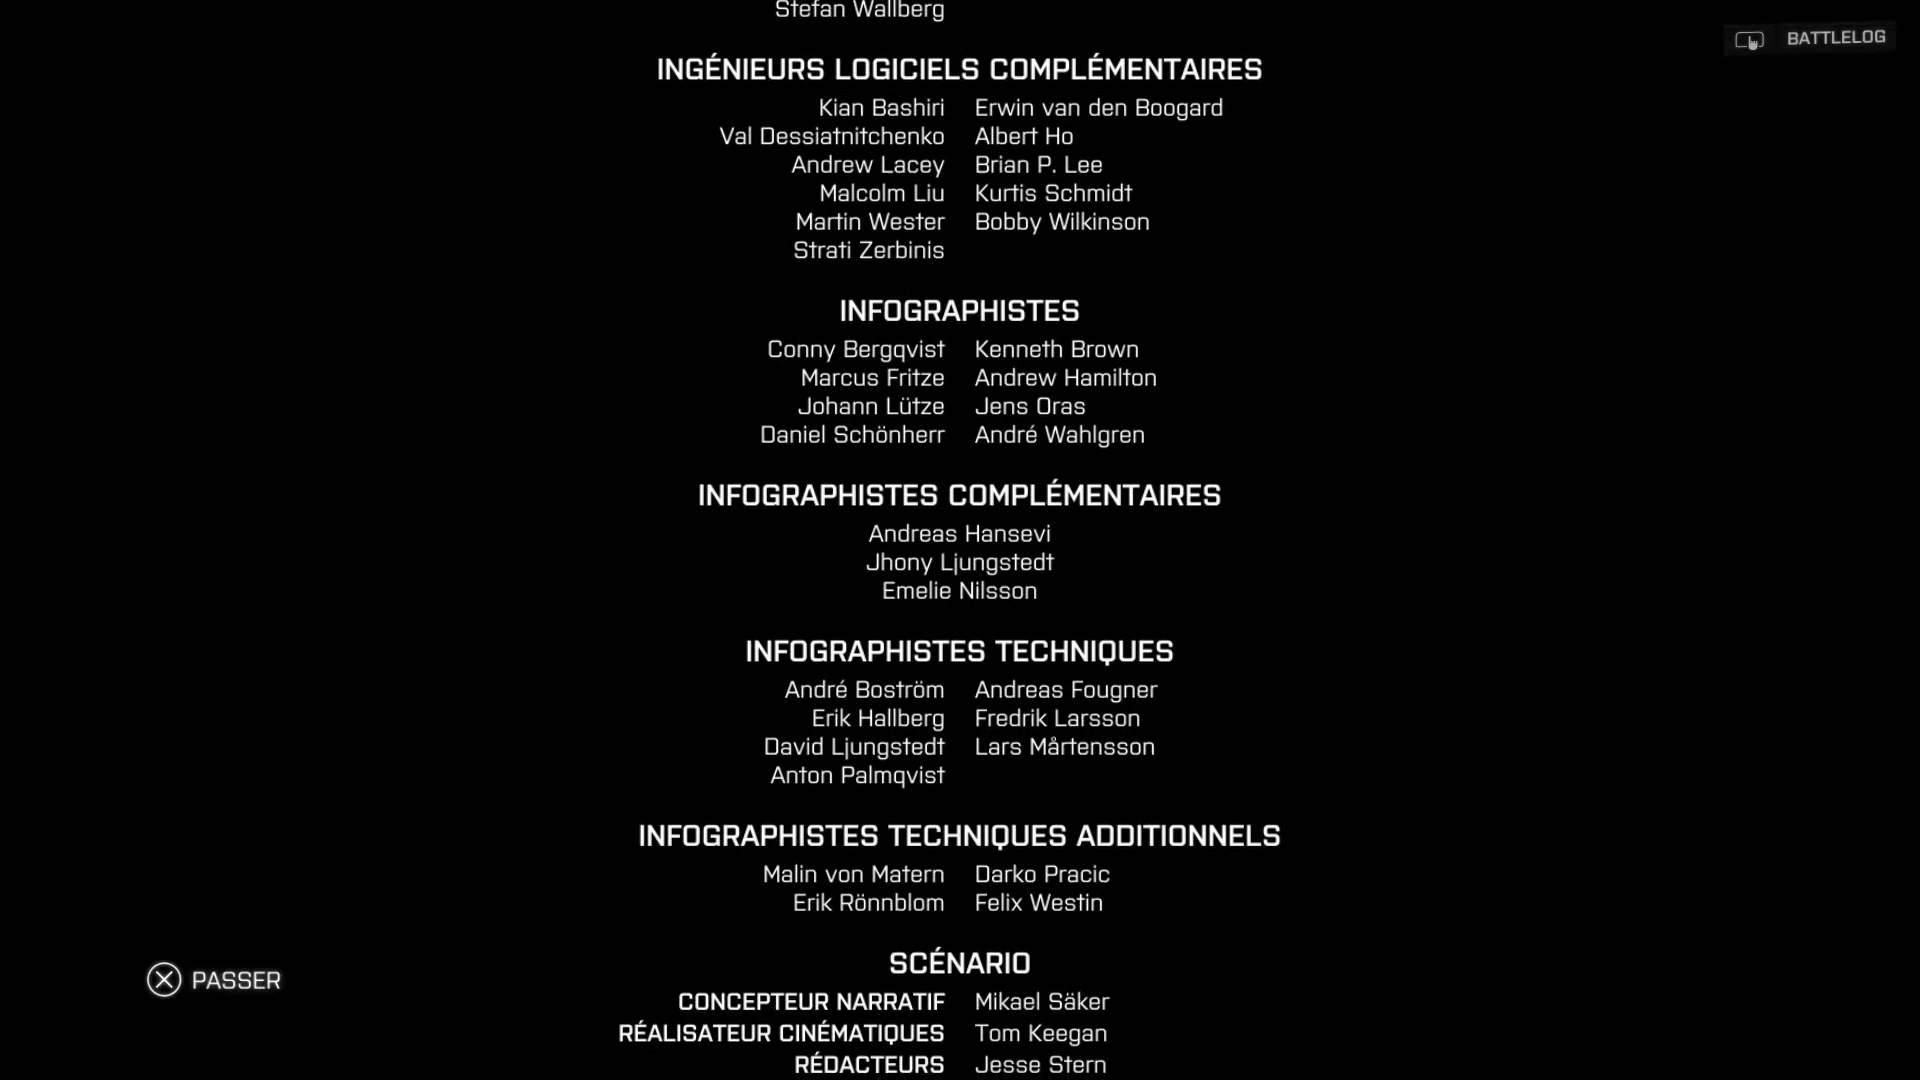 Stefan Wallberg
BATTLELOG
INGÉNIEURS LOGICIELS COMPLÉMENTAIRES
Kian Bashiri Erwin van den Boogard
Val Dessiatnitchenko Albert Ho
Andrew Lacey Brian P. Lee
Malcolm Liu Kurtis Schmidt
Martin Wester Bobby Wilkinson
Strati Zerbinis
INFOGRAPHISTES
Conny Bergqvist Kenneth Brown
Marcus Fritze Andrew Hamilton
Johann Lütze Jens Oras
Daniel Schönherr André Wahlgren
INFOGRAPHISTES COMPLÉMENTAIRES
Andreas Hansevi
Jhony Ljungstedt
Emelie Nilsson
INFOGRAPHISTES TECHNIQUES
André Boström Andreas Fougner
Erik Hallberg Fredrik Larsson
David Ljungstedt Lars Mårtensson
Anton Palmqvist
INFOGRAPHISTES TECHNIQUES ADDITIONNELS
Malin von Matern Darko Pracic
Erik Rönnblom Felix Westin
SCÉNARIO
PASSER
CONCEPTEUR NARRATIF Mikael Säker
RÉALISATEUR CINÉMATIQUES Tom Keegan
RÉDACTEURS Jesse Stern